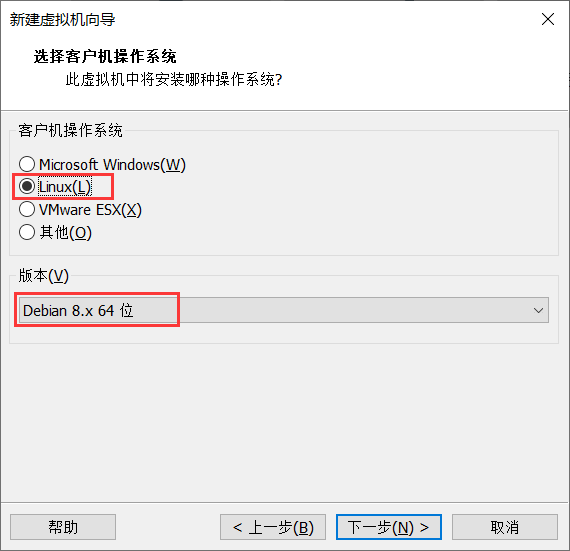 新建虚拟机向导
选择客户机操作系统
此虚拟机中将安装哪种操作系统?
客户机操作系统
Microsoft Windows(W)
Linux(L)
VMware ESX(X)
其他(O)
版本(V)
Debian 8.x 64 位
帮助
< 上一步(B)
下一步(N) >
取消